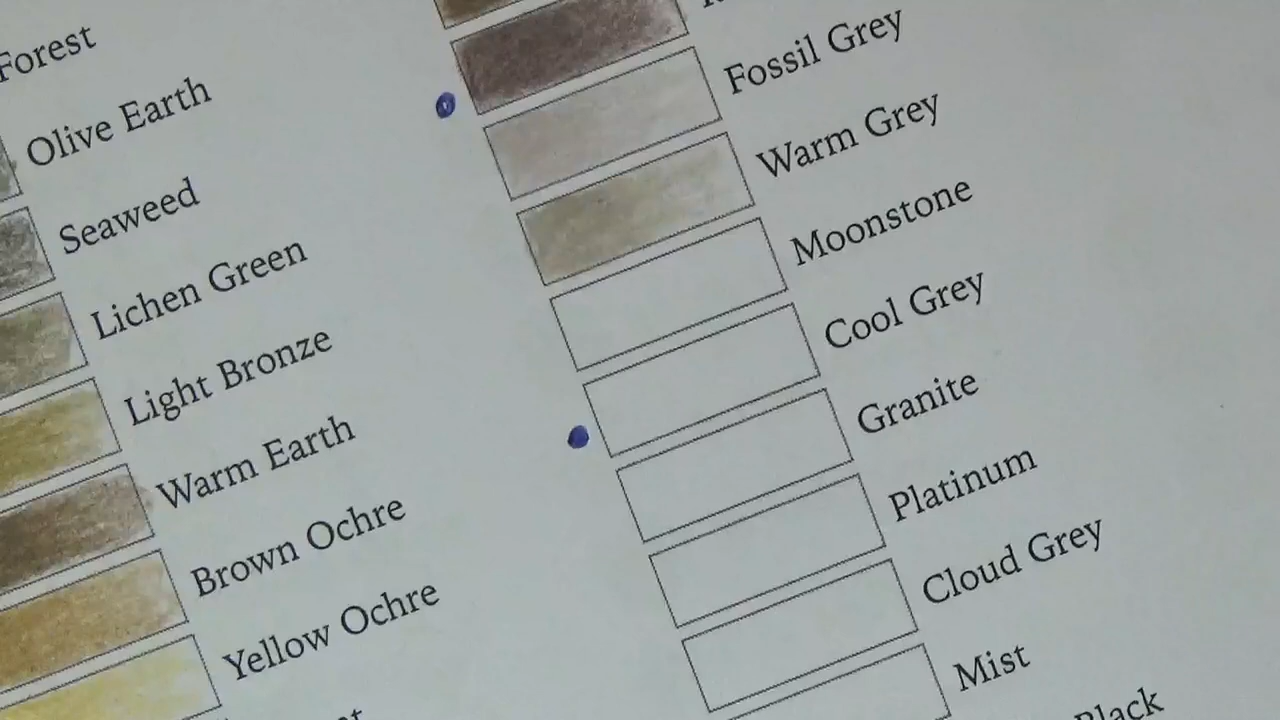 Forest
Olive Earth
Seaweed
Lichen Green
Light Bronze
Warm Earth
Brown Ochre
Yellow Ochre
Fossil Grey
Warm Grey
Moonstone
Cool Grey
Granite
Platinum
Cloud Grey
Mist
Black